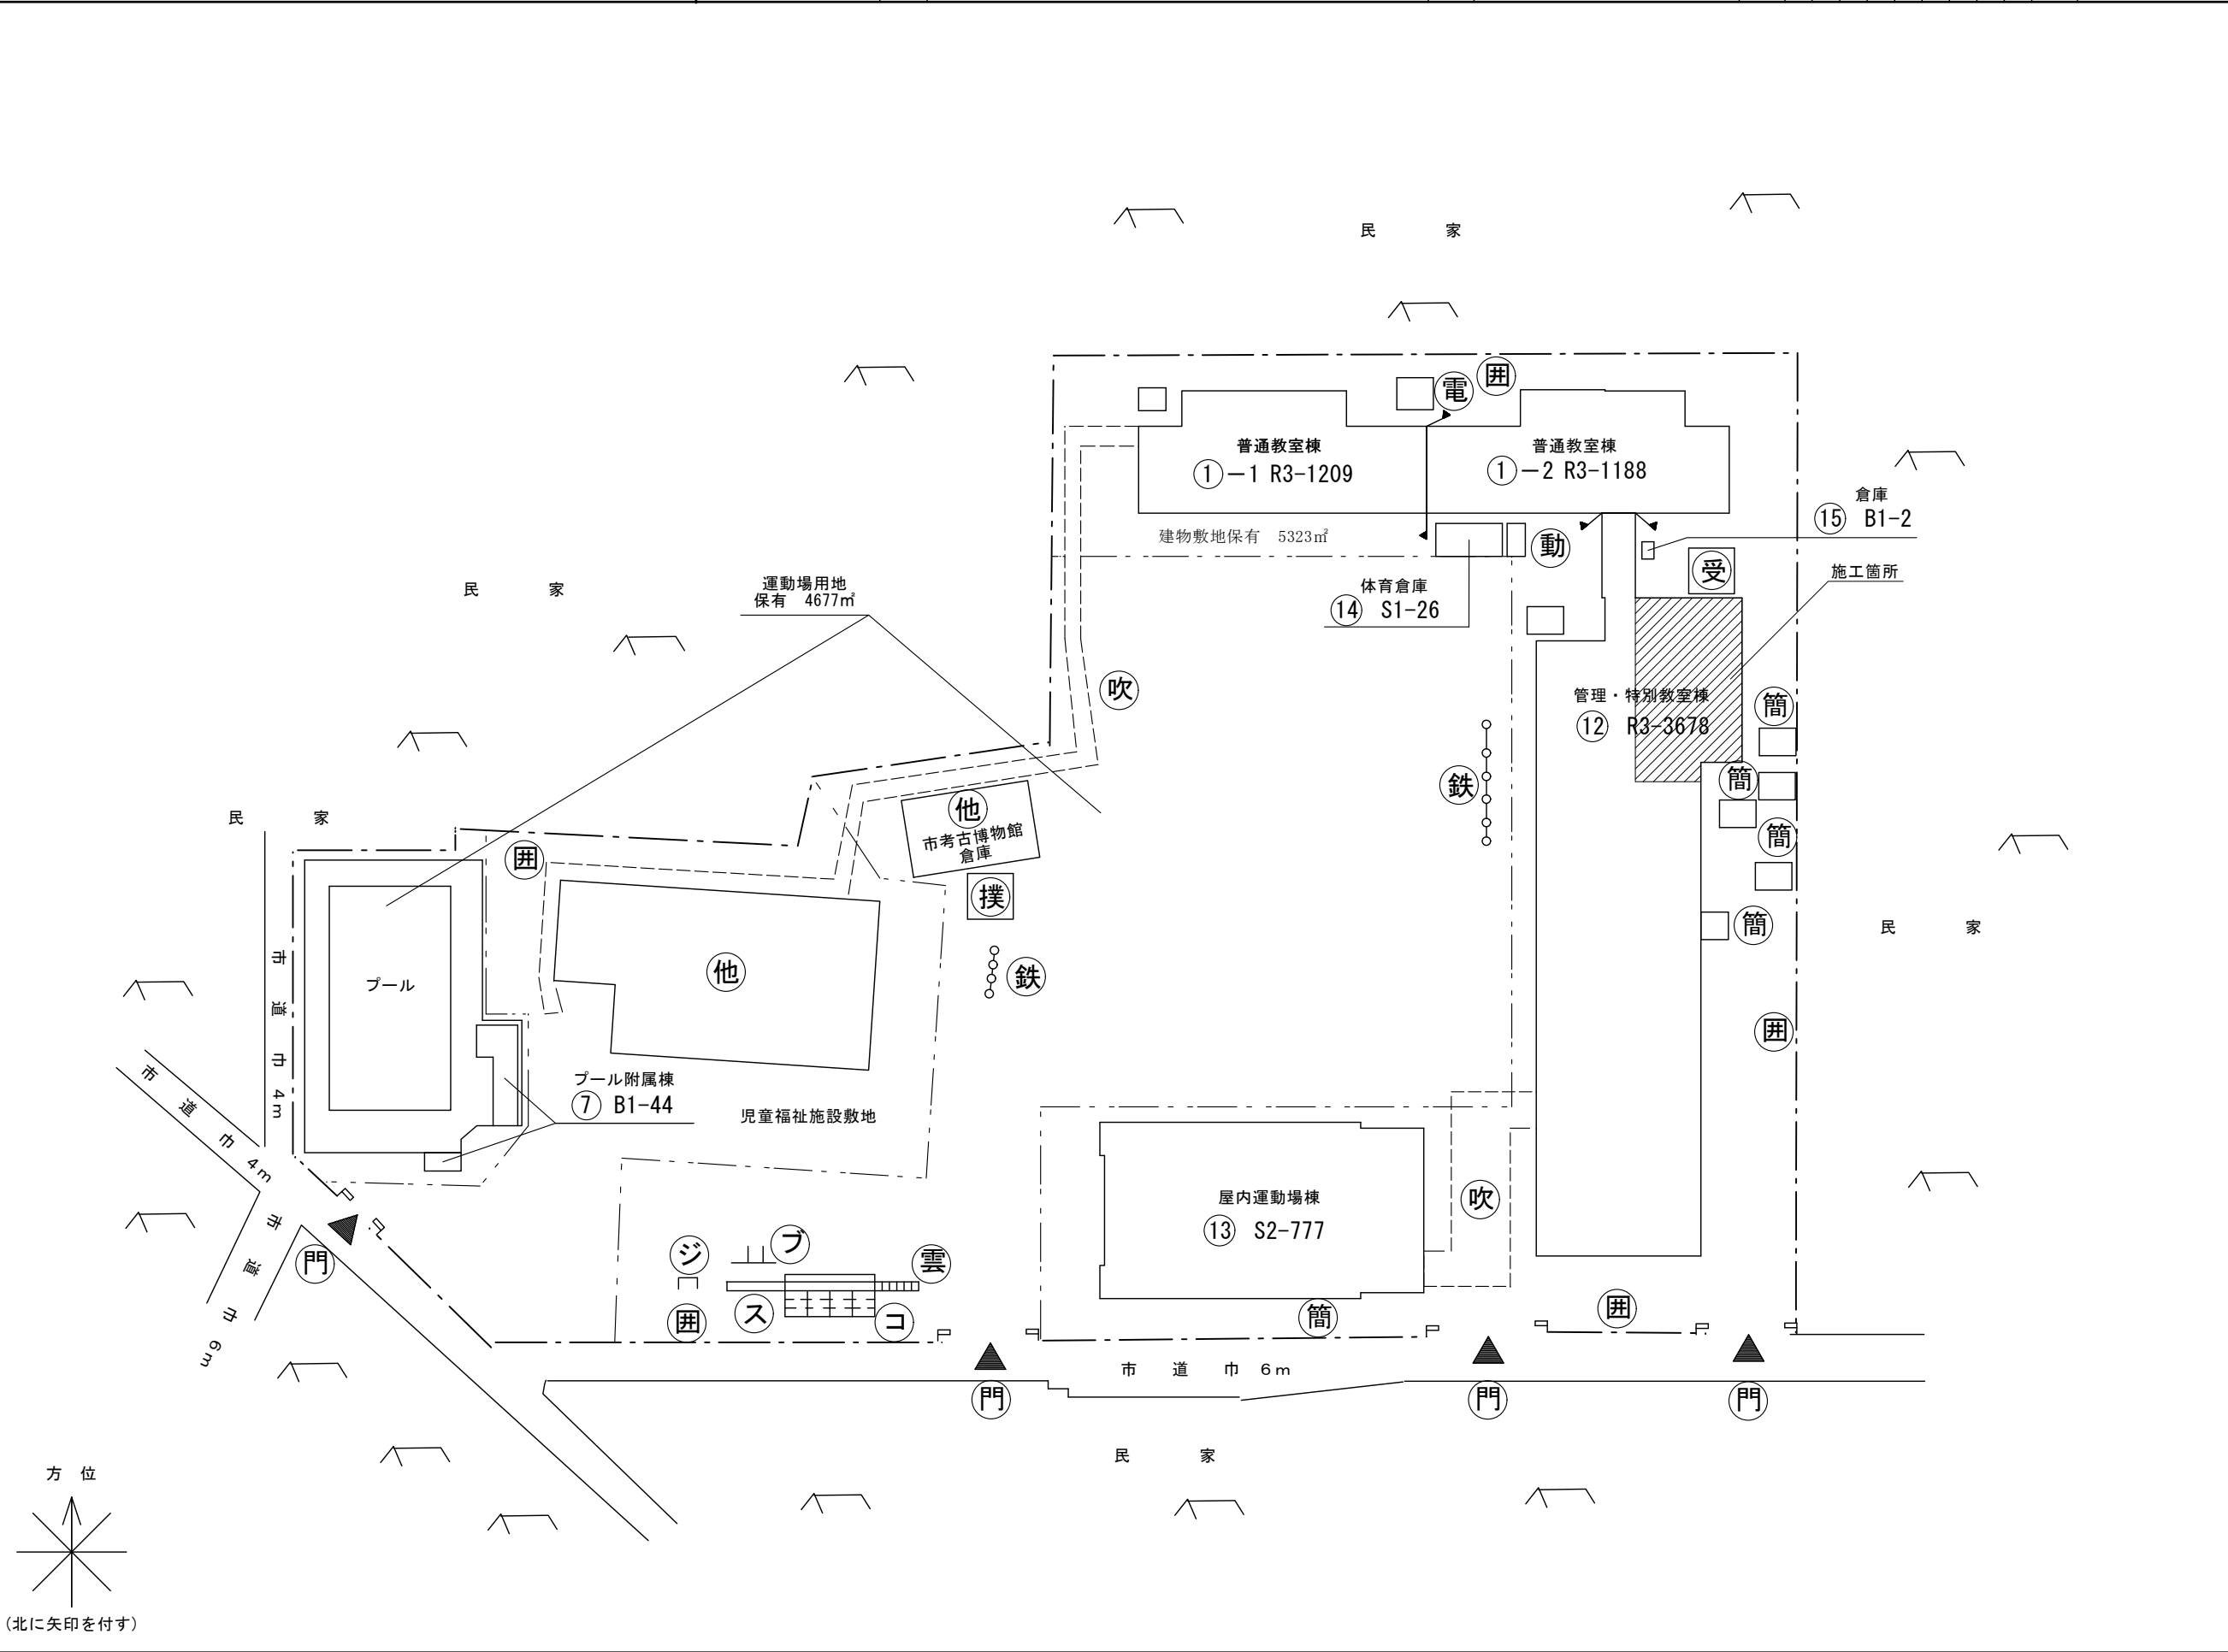 民　家
囲
電
普通教室棟
①－1 R3-1209
普通教室棟
①－2 R3-1188
倉庫
⑮ B1-2
建物敷地保有 5323㎡
動
受
施工箇所
体育倉庫
⑭ S1-26
民　家
運動場用地
保有 4677㎡
吹
管理・特別教室棟
⑫ R3-3678
簡
簡
簡
簡
鉄
民　家
囲
他
市考古博物館
倉庫
撲
鉄
民　家
プール
他
市道巾4m
囲
プール附属棟
⑦ B1-44
児童福祉施設敷地
市道巾4m
市道巾6m
門
屋内運動場棟
⑬ S2-777
吹
ジ
ブ
雲
囲
ス
コ
簡
囲
市　道　巾 6m
門
門
門
民　家
方 位
(北に矢印を付す)